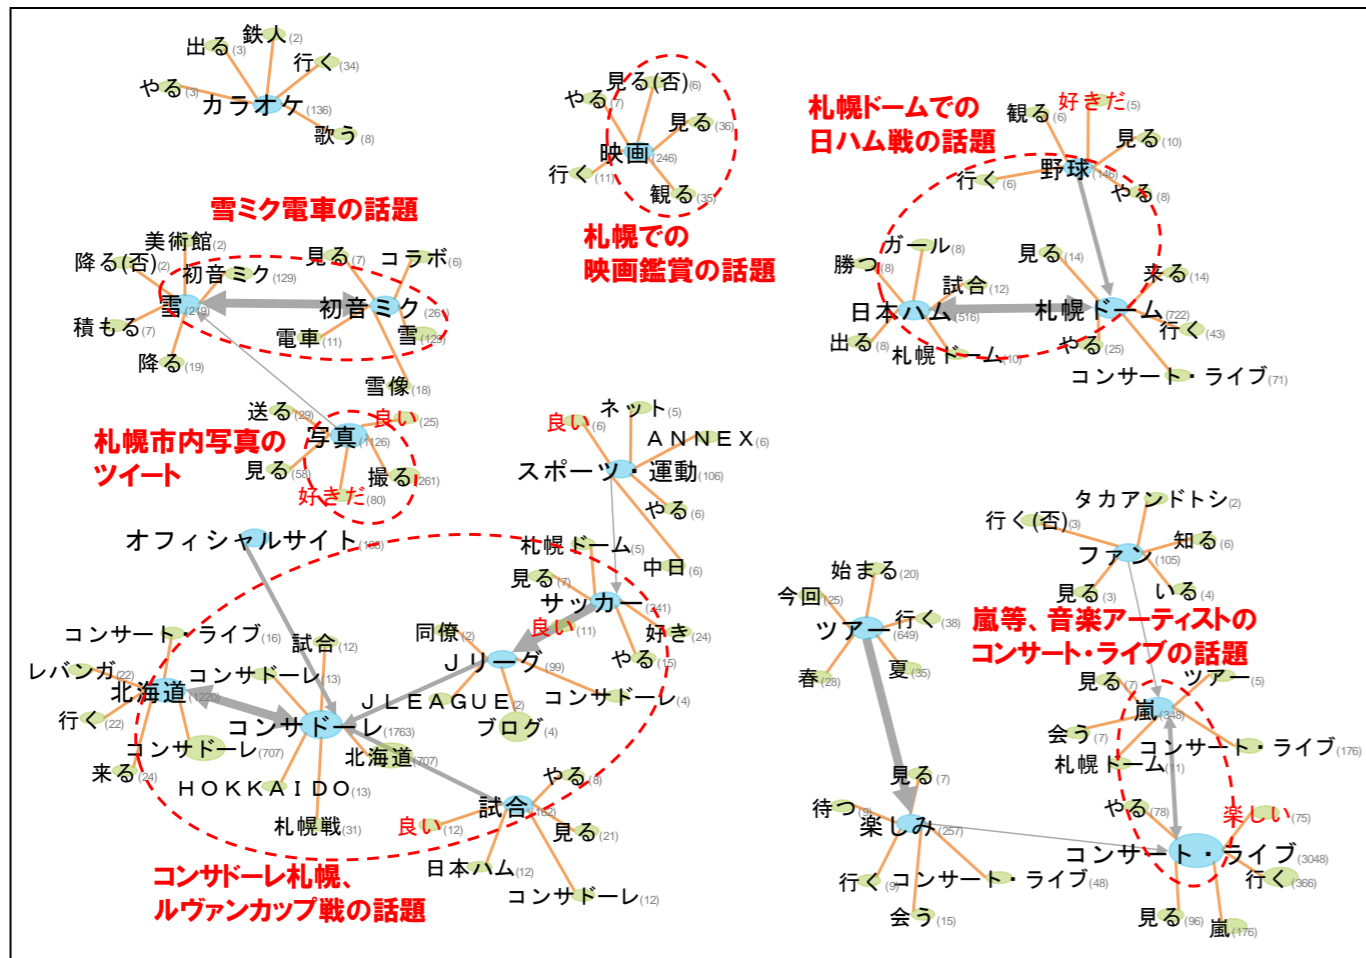 鉄人(2)
出る(3)
行く(34)
やる(3)
カラオケ(136)
歌う(8)
見る(否)(6)
やる(7)
見る(36)
映画(246)
行く(11)
観る(35)
札幌での
映画鑑賞の話題
札幌ドームでの
日ハム戦の話題
好きだ(5)
観る(6)
見る(10)
野球(146)
行く(6)
やる(8)
ガール(8)
見る(14)
勝つ(8)
来る(14)
試合(12)
日本ハム(516)
札幌ドーム(722)
行く(43)
出る(8)
札幌ドーム(10)
やる(25)
コンサート・ライブ(71)
雪ミク電車の話題
美術館(2)
降る(否)(2)
初音ミク(129)
見る(7)
コラボ(6)
雪(219)
初音ミク(261)
積もる(7)
電車(11)
雪(129)
降る(19)
雪像(18)
送る(29)
良い(25)
札幌市内写真の
ツイート
写真(1126)
見る(58)
撮る(261)
好きだ(80)
ネット(5)
良い(6)
ANNEX(6)
スポーツ・運動(106)
やる(6)
中日(6)
オフィシャルサイト
札幌ドーム(5)
見る(7)
サッカー(241)
良い(11)
好き(24)
やる(15)
同僚(2)
Jリーグ(99)
コンサドーレ(4)
JLEAGUE(2)
ブログ(4)
コンサート・ライブ(16)
試合(12)
レバンガ(22)
コンサドーレ(13)
北海道(1220)
行く(22)
コンサドーレ(1763)
コンサドーレ(707)
北海道(707)
来る(24)
HOKKAIDO(13)
札幌戦(31)
やる(8)
試合(162)
良い(12)
見る(21)
日本ハム(12)
コンサドーレ(12)
コンサドーレ札幌、
ルヴァンカップ戦の話題
タカアンドトシ(2)
行く(否)(3)
知る(6)
ファン(105)
見る(3)
いる(4)
始まる(20)
今回(25)
行く(38)
ツアー(649)
春(28)
夏(35)
嵐等、音楽アーティストの
コンサート・ライブの話題
見る(7)
ツアー(5)
嵐(348)
会う(7)
コンサート・ライブ(176)
札幌ドーム(11)
見る(7)
待つ(9)
楽しみ(257)
行く(9)
コンサート・ライブ(48)
会う(15)
やる(78)
楽しい(75)
コンサート・ライブ(3048)
行く(366)
見る(96)
嵐(176)